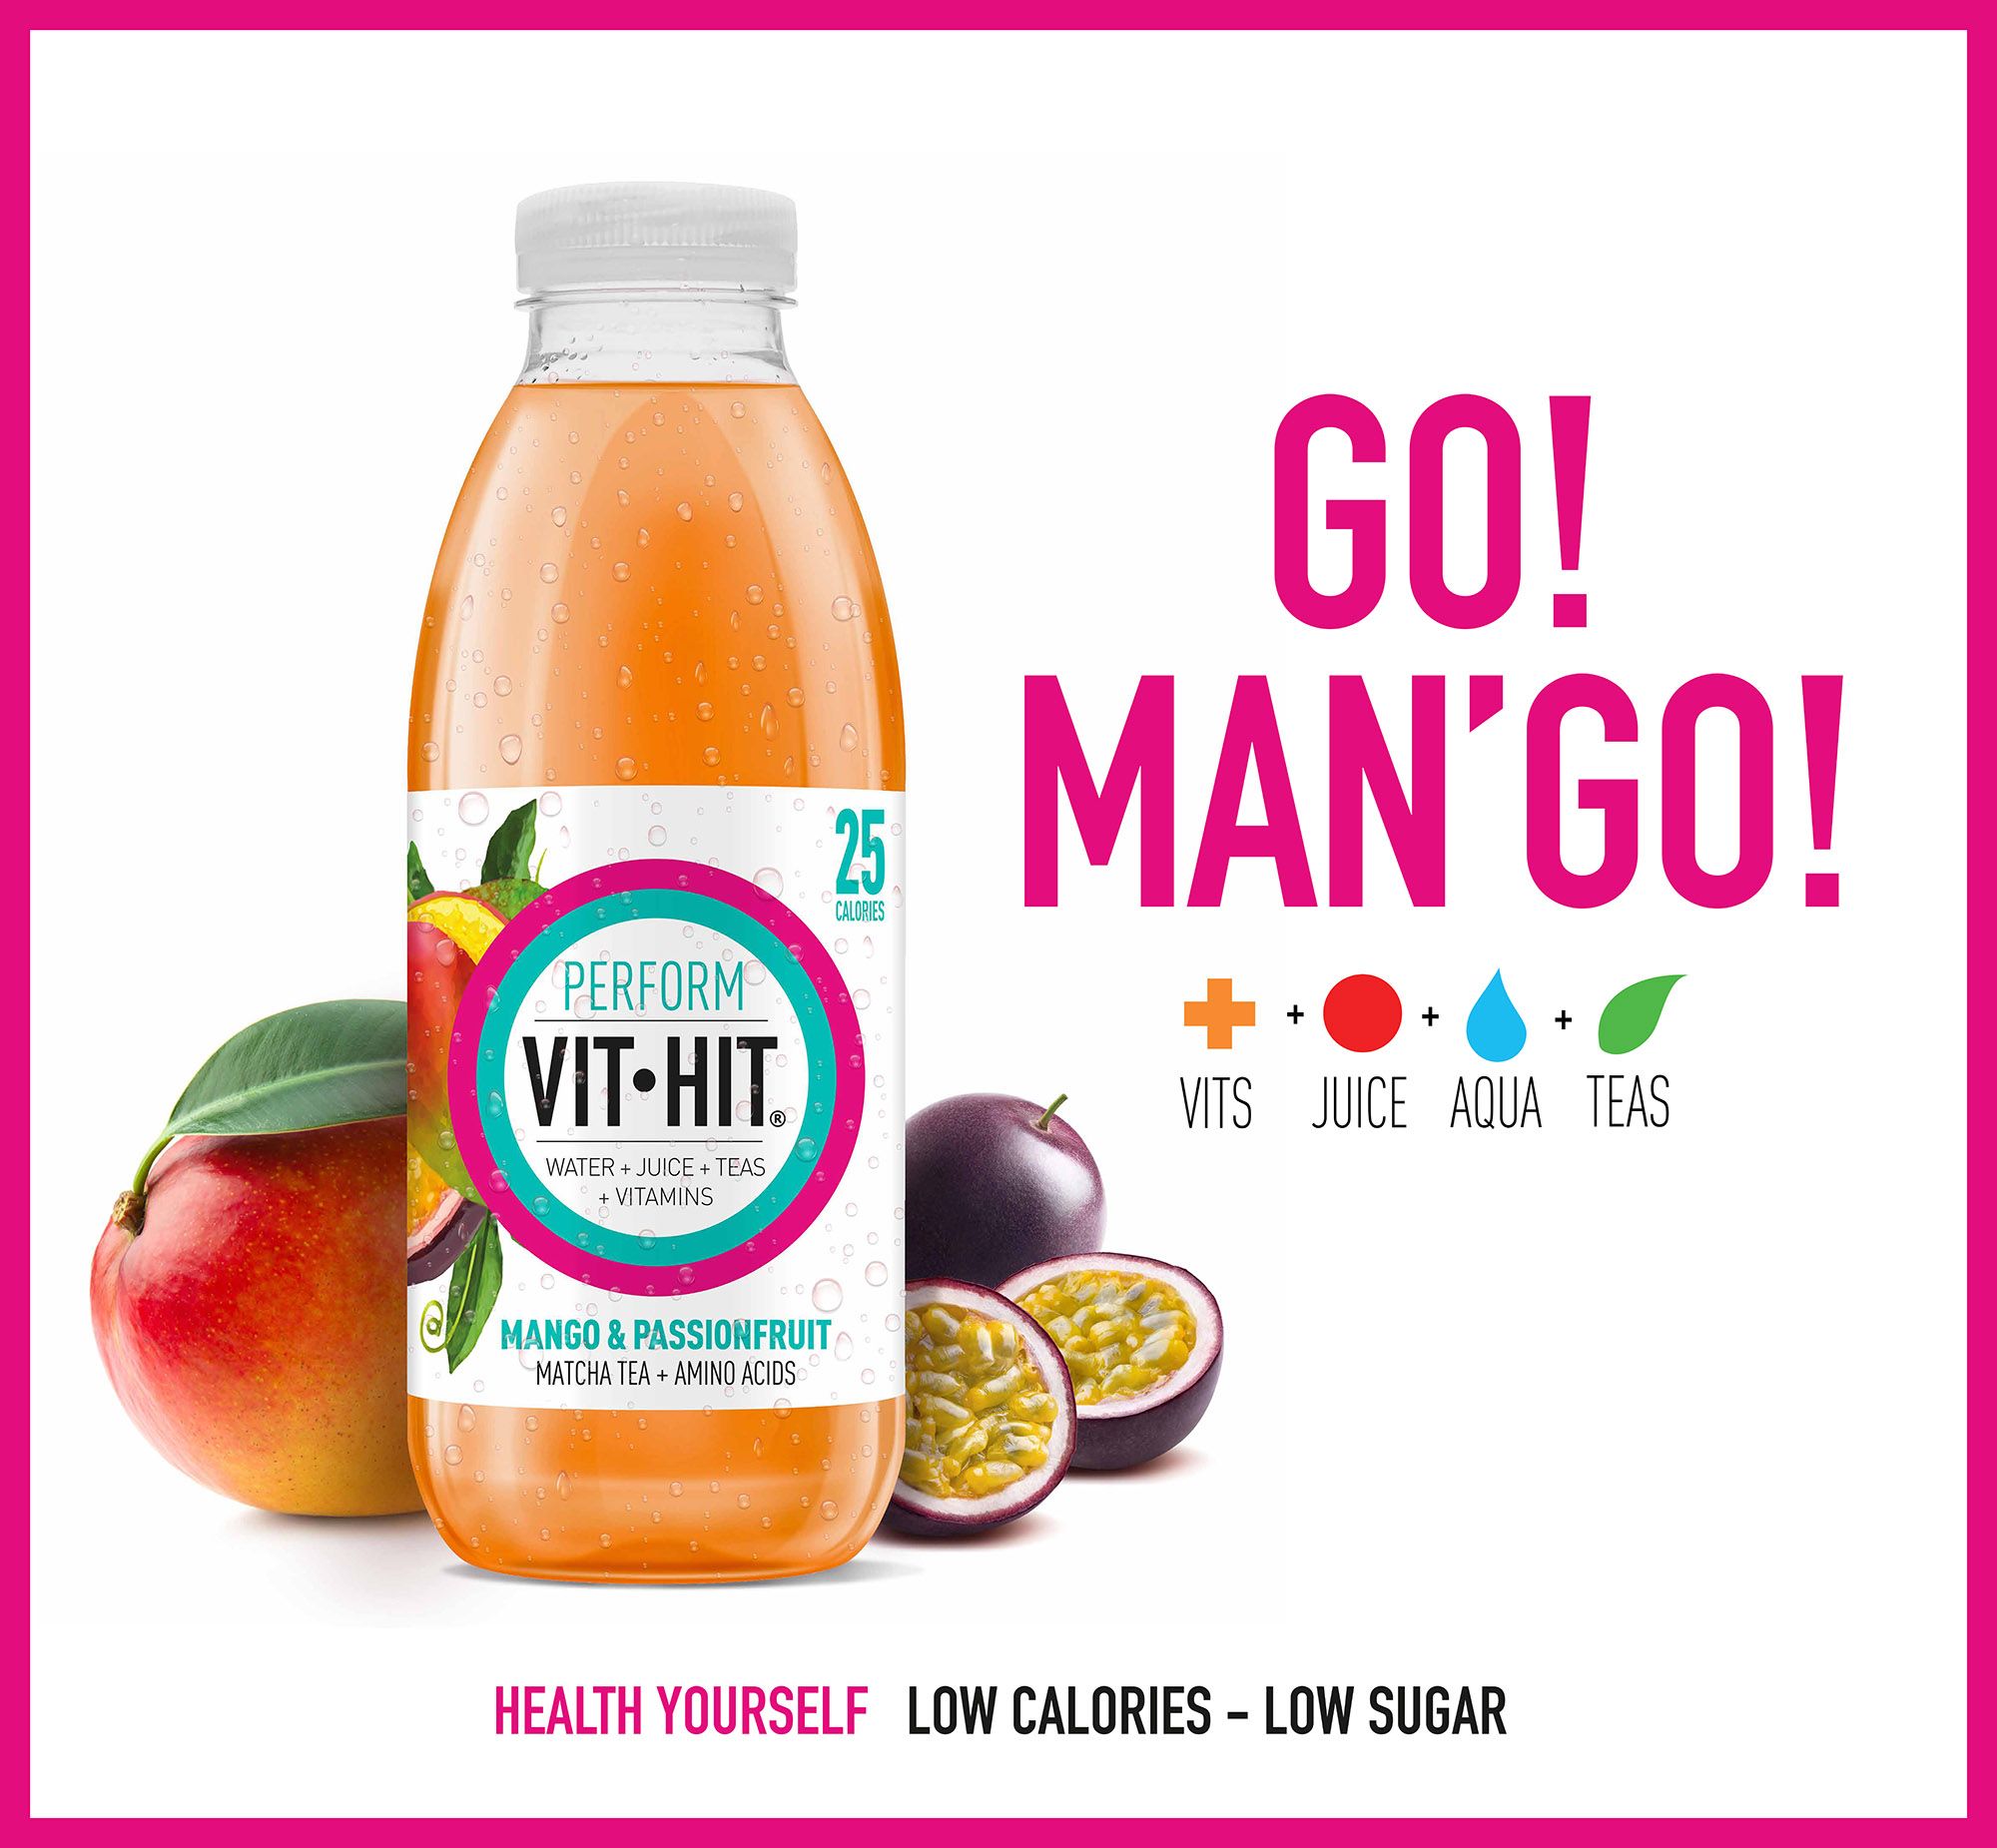 GO!
MAN'GO!
VITS + JUICE + AQUA + TEAS
25
CALORIES
PERFORM
VIT•HIT®
WATER + JUICE + TEAS
+ VITAMINS
MANGO & PASSIONFRUIT
MATCHA TEA + AMINO ACIDS
HEALTH YOURSELF LOW CALORIES – LOW SUGAR